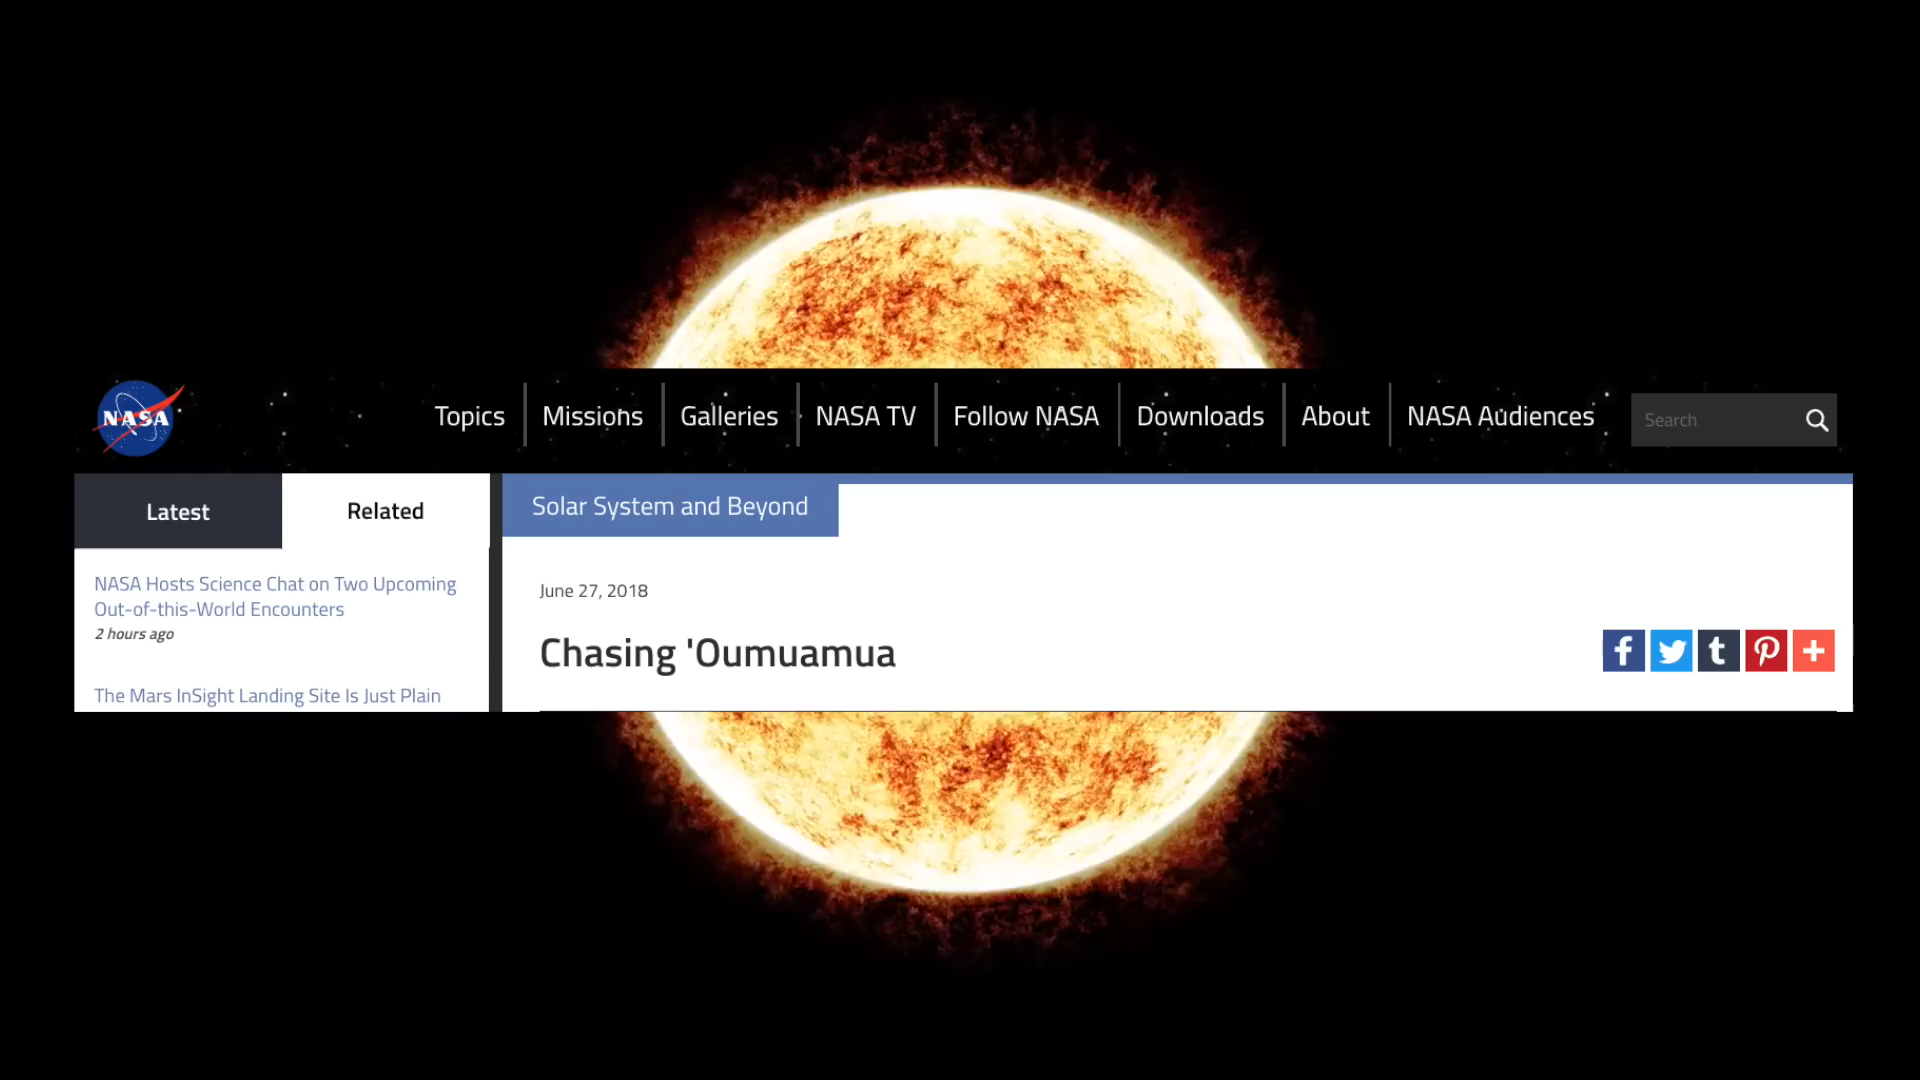 NASA
Topics
Missions
Galleries
NASA TV
Follow NASA
Downloads
About
NASA Audiences
Search
Latest
Related
Solar System and Beyond
NASA Hosts Science Chat on Two Upcoming
Out-of-this-World Encounters
2 hours ago
The Mars InSight Landing Site Is Just Plain
June 27, 2018
Chasing 'Oumuamua